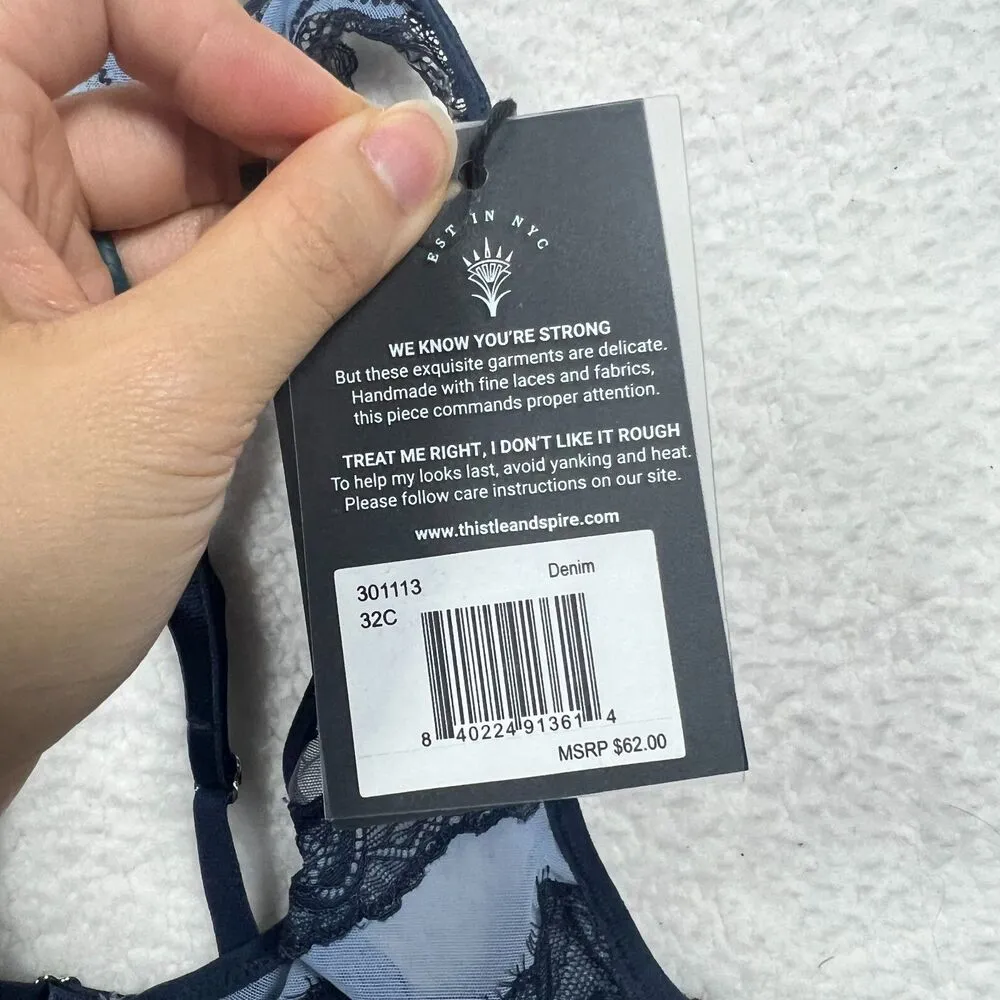 EST IN NYC
WE KNOW YOU'RE STRONG
But these exquisite garments are delicate.
Handmade with fine laces and fabrics,
this piece commands proper attention.
TREAT ME RIGHT, I DON'T LIKE IT ROUGH
To help my looks last, avoid yanking and heat.
Please follow care instructions on our site.
www.thistleandspire.com
301113 Denim
32C
8 40224 91361 4
MSRP $62.00